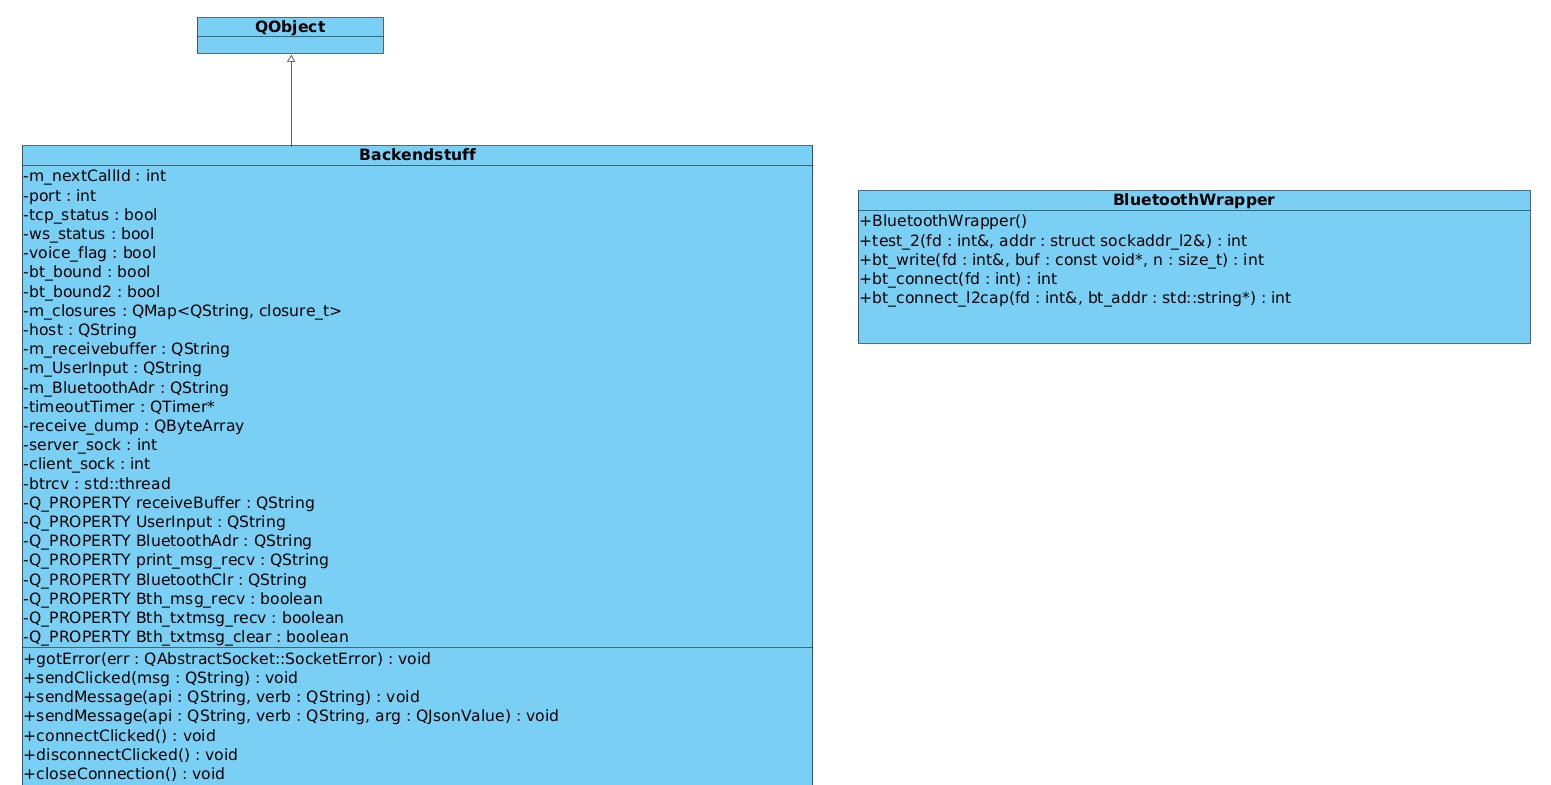 QObject
Backendstuff
-m_nextCallId : int
-port : int
-tcp_status : bool
-ws_status : bool
-voice_flag : bool
-bt_bound : bool
-bt_bound2 : bool
-m_closures : QMap<QString, closure_t>
-host : QString
-m_receivebuffer : QString
-m_UserInput : QString
-m_BluetoothAdr : QString
-timeoutTimer : QTimer*
-receive_dump : QByteArray
-server_sock : int
-client_sock : int
-btrcv : std::thread
-Q_PROPERTY receiveBuffer : QString
-Q_PROPERTY UserInput : QString
-Q_PROPERTY BluetoothAdr : QString
-Q_PROPERTY print_msg_recv : QString
-Q_PROPERTY BluetoothClr : QString
-Q_PROPERTY Bth_msg_recv : boolean
-Q_PROPERTY Bth_txtmsg_recv : boolean
-Q_PROPERTY Bth_txtmsg_clear : boolean
+gotError(err : QAbstractSocket::SocketError) : void
+sendClicked(msg : QString) : void
+sendMessage(api : QString, verb : QString) : void
+sendMessage(api : QString, verb : QString, arg : QJsonValue) : void
+connectClicked() : void
+disconnectClicked() : void
+closeConnection() : void
BluetoothWrapper
+BluetoothWrapper()
+test_2(fd : int&, addr : struct sockaddr_l2&) : int
+bt_write(fd : int&, buf : const void*, n : size_t) : int
+bt_connect(fd : int) : int
+bt_connect_l2cap(fd : int&, bt_addr : std::string*) : int